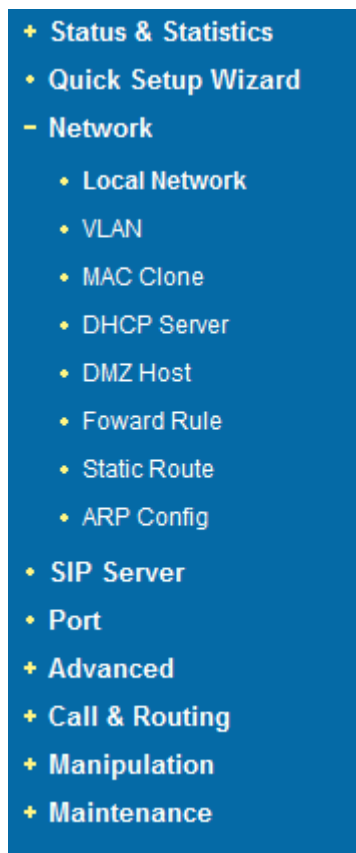 + Status & Statistics
• Quick Setup Wizard
− Network
• Local Network
• VLAN
• MAC Clone
• DHCP Server
• DMZ Host
• Foward Rule
• Static Route
• ARP Config
• SIP Server
• Port
+ Advanced
+ Call & Routing
+ Manipulation
+ Maintenance